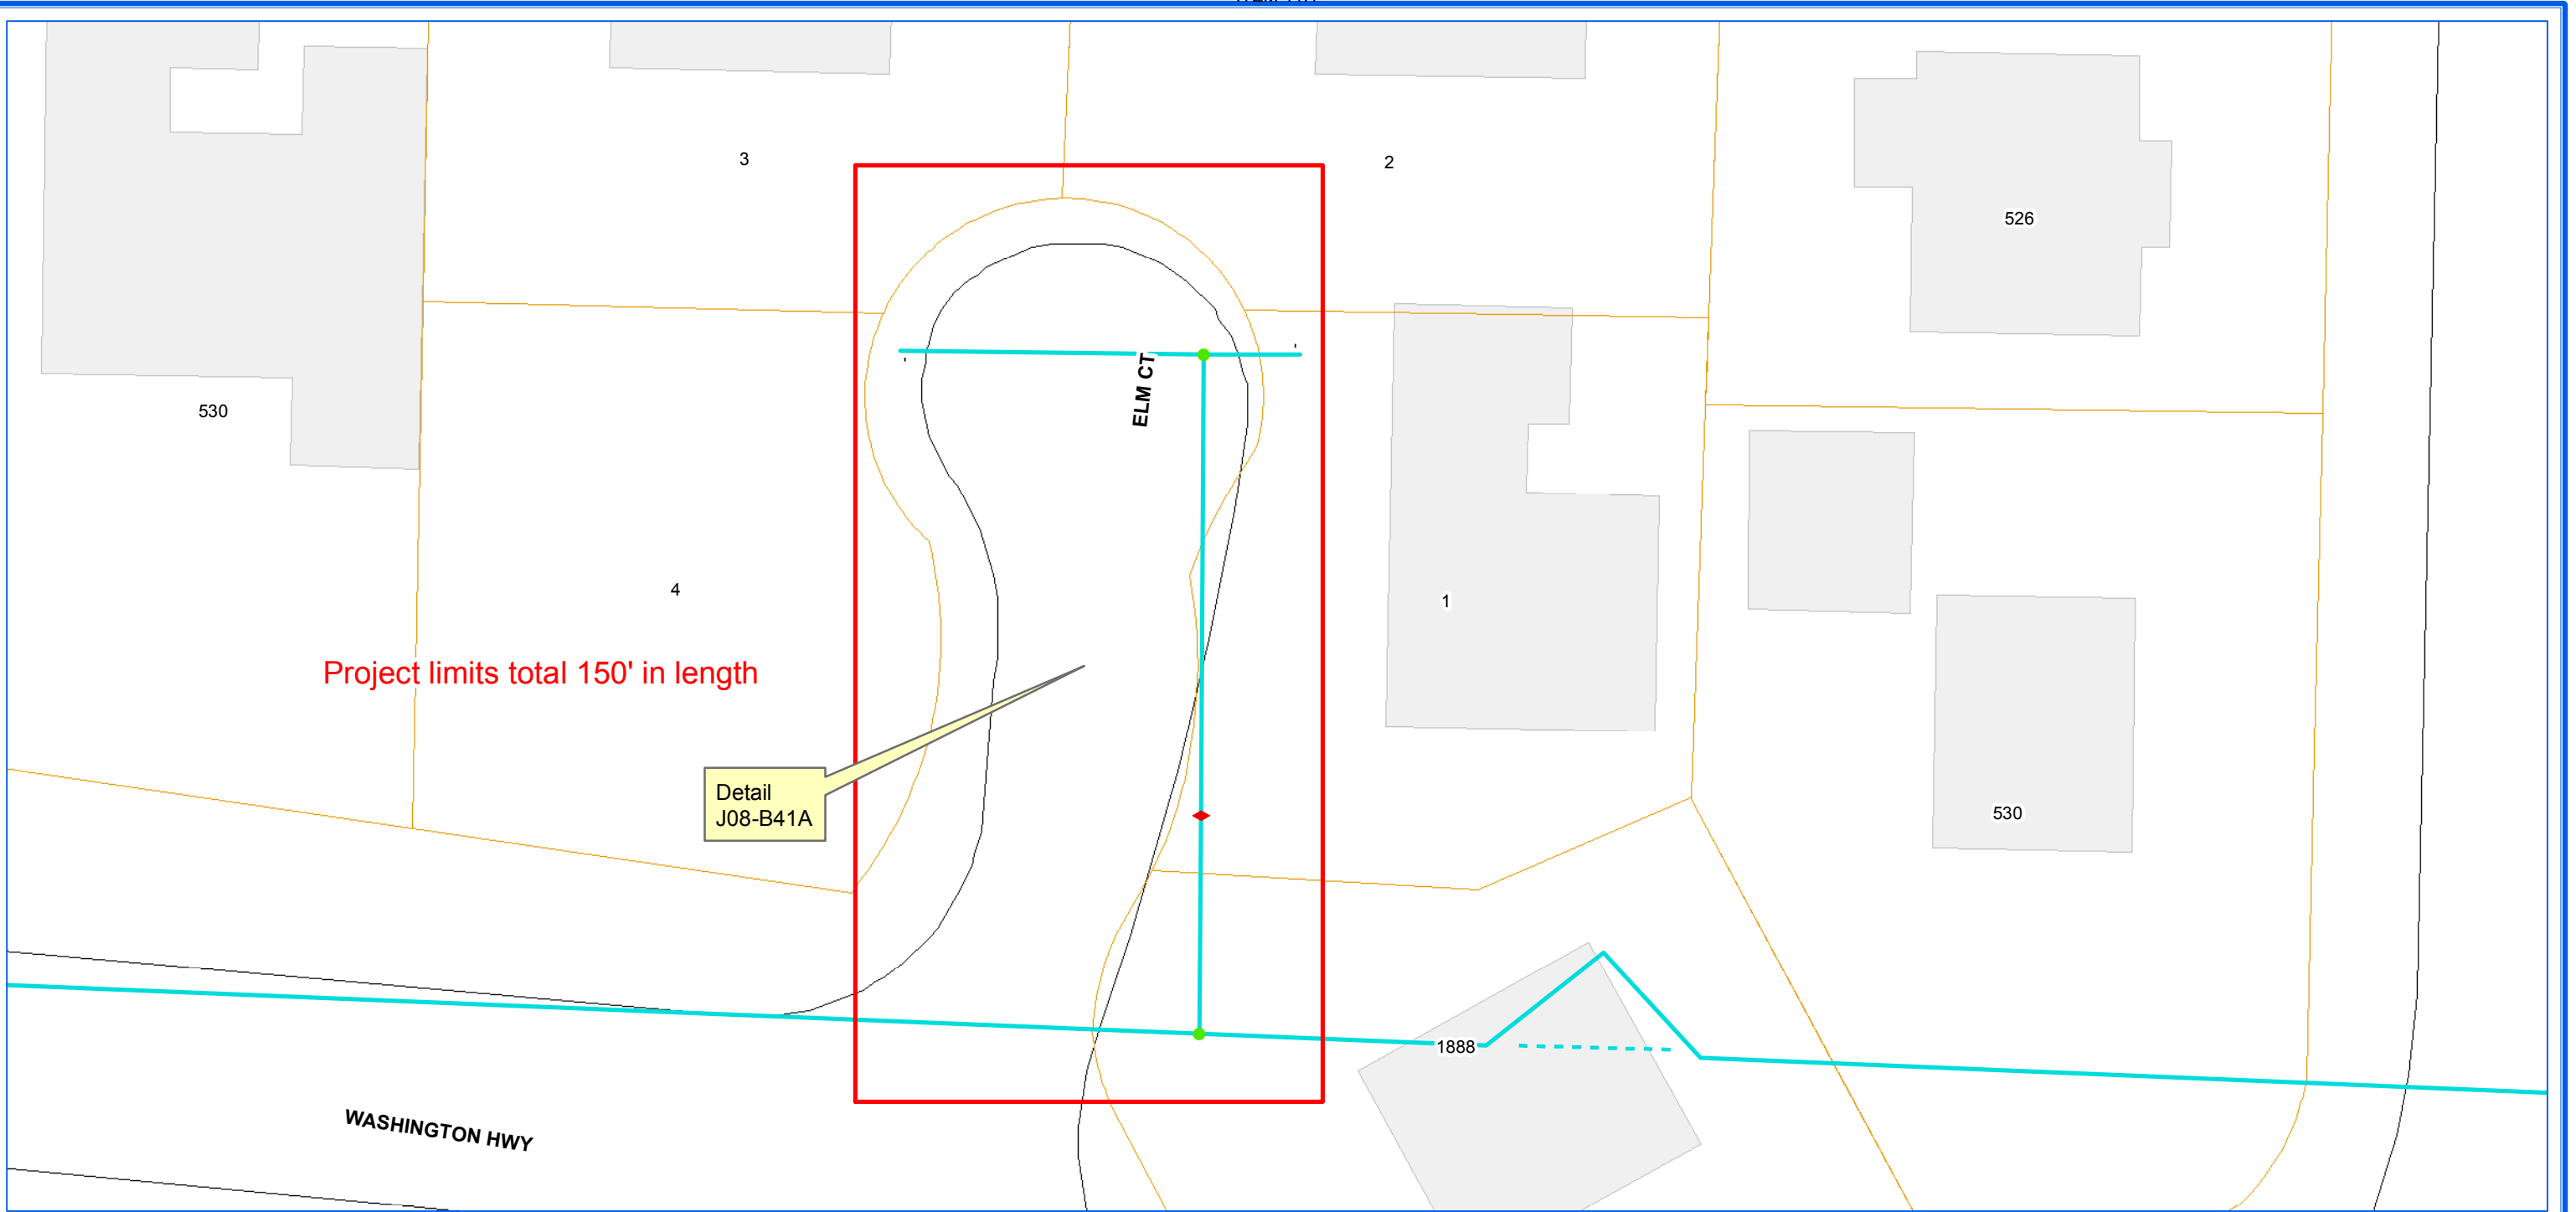 3
2
526
ELM CT
530
4
1
Project limits total 150' in length
Detail
J08-B41A
530
1888
WASHINGTON HWY